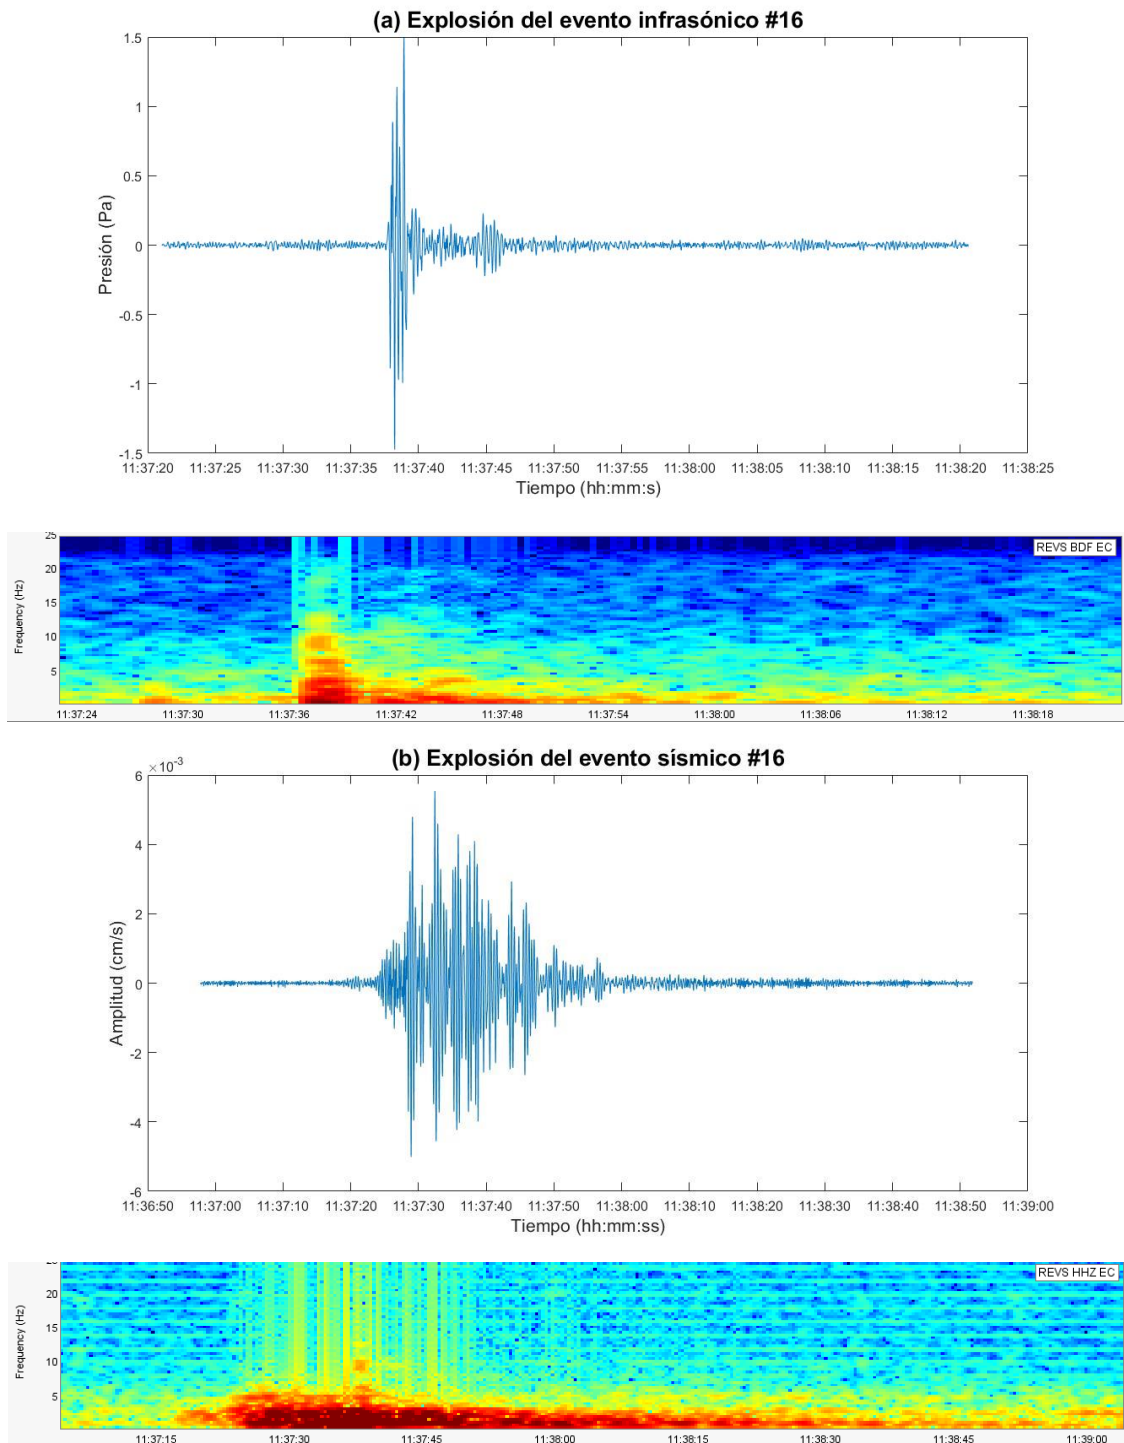 (a) Explosión del evento infrasónico #16
1.5
1
0.5
0
-0.5
-1
-1.5
Presión (Pa)
11:37:20 11:37:25 11:37:30 11:37:35 11:37:40 11:37:45 11:37:50 11:37:55 11:38:00 11:38:05 11:38:10 11:38:15 11:38:20 11:38:25
Tiempo (hh:mm:s)
REVS BDF EC
25
20
15
10
5
Frequency (Hz)
11:37:24 11:37:30 11:37:36 11:37:42 11:37:48 11:37:54 11:38:00 11:38:06 11:38:12 11:38:18
(b) Explosión del evento sísmico #16
×10-3
6
4
2
0
-2
-4
-6
Amplitud (cm/s)
11:36:50 11:37:00 11:37:10 11:37:20 11:37:30 11:37:40 11:37:50 11:38:00 11:38:10 11:38:20 11:38:30 11:38:40 11:38:50 11:39:00
Tiempo (hh:mm:ss)
REVS HHZ EC
20
15
10
5
Frequency (Hz)
11:37:15 11:37:30 11:37:45 11:38:00 11:38:15 11:38:30 11:38:45 11:39:00